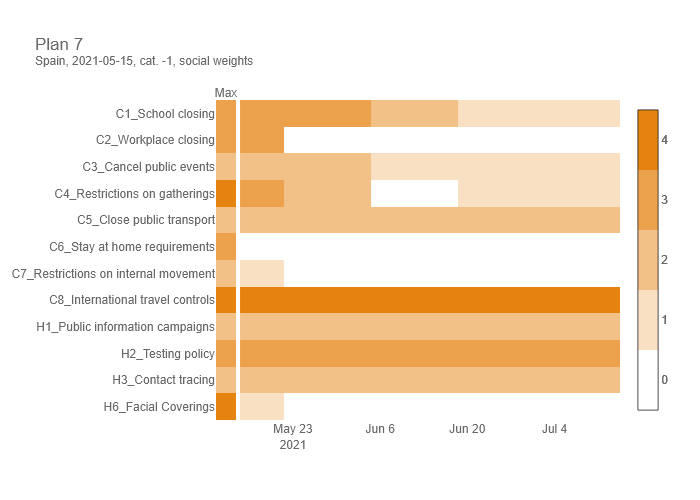 Plan 7
Spain, 2021-05-15, cat. -1, social weights
Max
C1_School closing
C2_Workplace closing
C3_Cancel public events
C4_Restrictions on gatherings
C5_Close public transport
C6_Stay at home requirements
C7_Restrictions on internal movement
C8_International travel controls
H1_Public information campaigns
H2_Testing policy
H3_Contact tracing
H6_Facial Coverings
May 23 Jun 6 Jun 20 Jul 4
2021
4
3
2
1
0